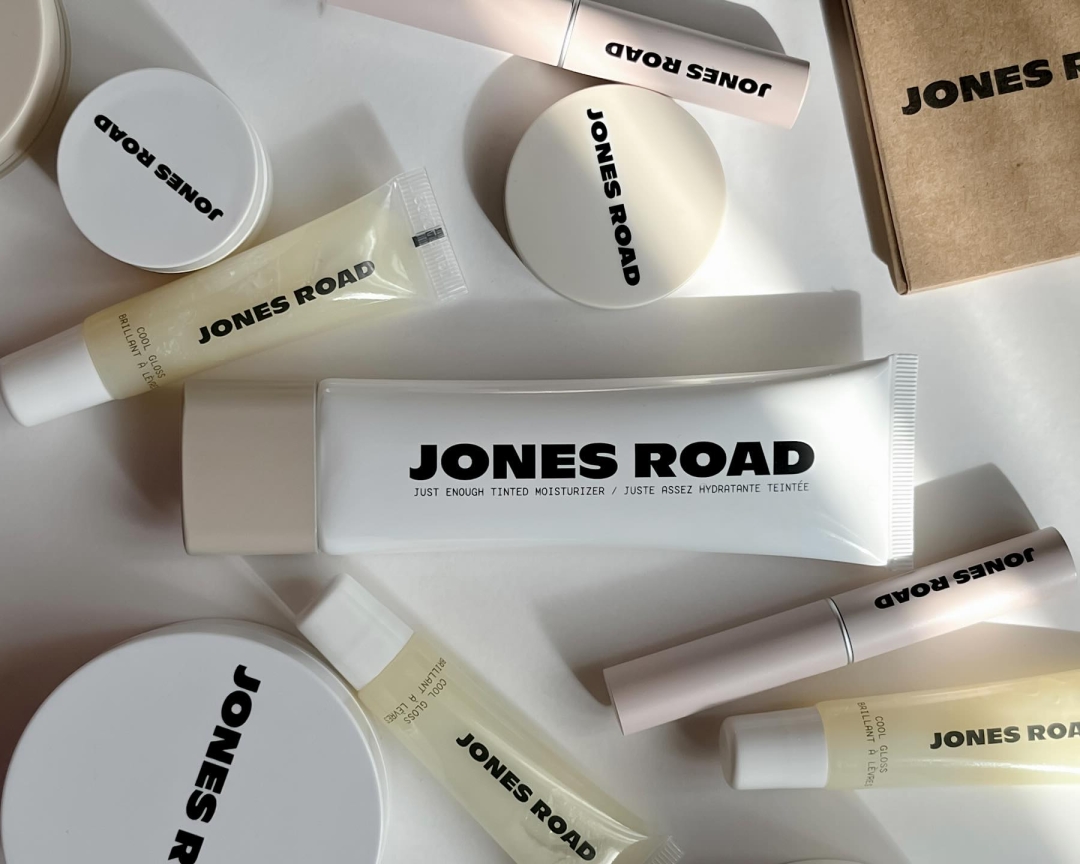 JONES ROAD
JONES R
JONES ROAD
JONES ROAD
JONES ROAD
COOL GLOSS
BRILLANT À LÈVRE
JONES ROAD
JUST ENOUGH TINTED MOISTURIZER / JUSTE ASSEZ HYDRATANTE TEINTÉE
JONES ROAD
JONES R
COOL GLOSS
BRILLANT À LÈVRES
JONES ROAD
COOL GLOSS
BRILLANT À LÈVRES
JONES ROA